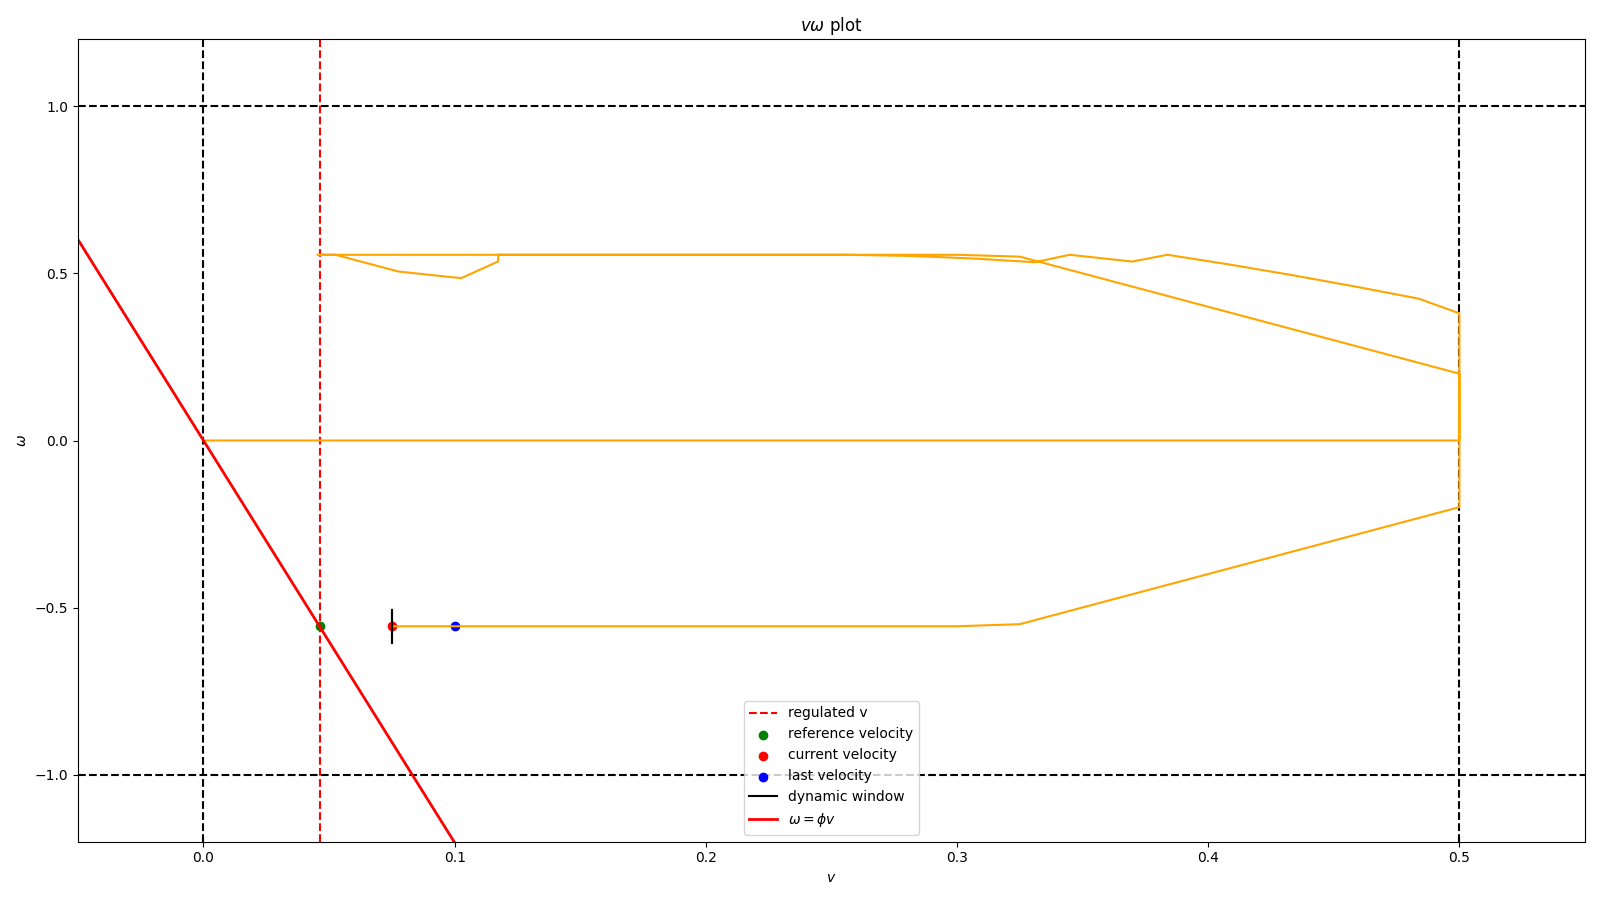 vω plot
1.0
0.5
0.0
−0.5
−1.0
ω
0.0 0.1 0.2 0.3 0.4 0.5
v
regulated v
reference velocity
current velocity
last velocity
dynamic window
ω = ϕv